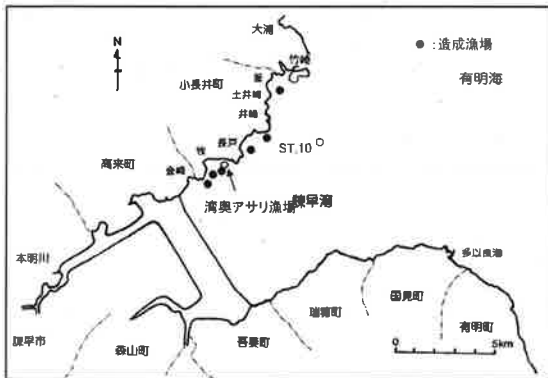 大浦
竹崎
N
●:造成漁場
有明海
小長井町
釜
土井崎
井崎
長戸
ST.10
牧
金崎
高来町
湾奥アサリ漁場
諫早湾
本明川
多以良港
諫早市
森山町
吾妻町
瑞穂町
国見町
有明町
0
5km